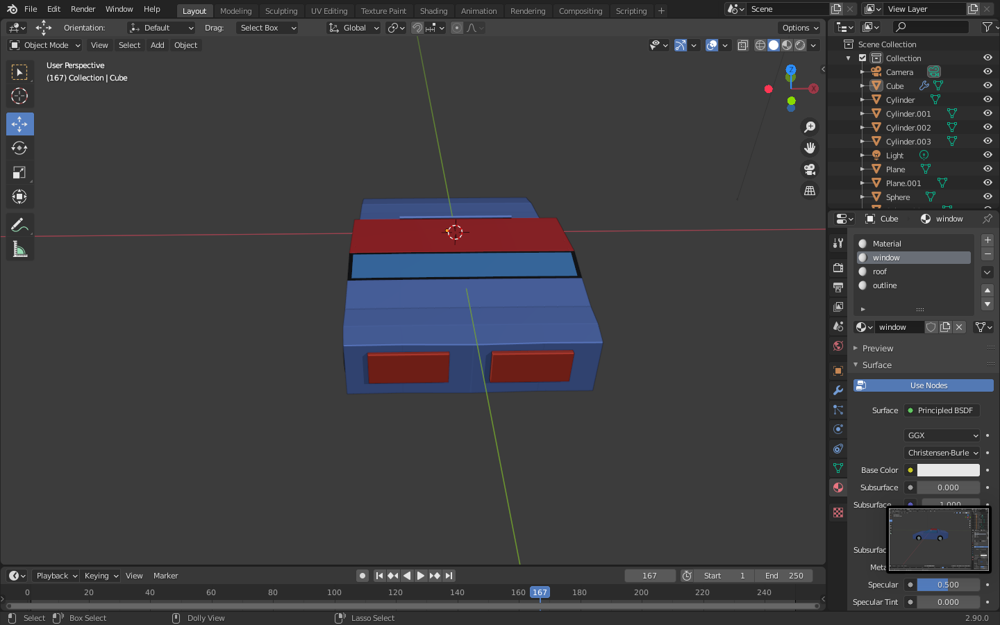 File Edit Render Window Help Layout Modeling Sculpting UV Editing Texture Paint Shading Animation Rendering Compositing Scripting Scene View Layer
Orientation: Default Drag: Select Box Global Options
Object Mode View Select Add Object
User Perspective
(167) Collection | Cube
Z
X
Scene Collection
Collection
Camera
Cube
Cylinder
Cylinder.001
Cylinder.002
Cylinder.003
Light
Plane
Plane.001
Sphere
Cube window
Material
window
roof
outline
window
Preview
Surface
Use Nodes
Surface Principled BSDF
GGX
Christensen-Burle
Base Color
Subsurface 0.000
Subsurface 1.000
Subsurfac
Meta
Specular 0.500
Specular Tint 0.000
Playback Keying View Marker 167 Start 1 End 250
0 20 40 60 80 100 120 140 160 167 180 200 220 240
Select Box Select Dolly View Lasso Select 2.90.0